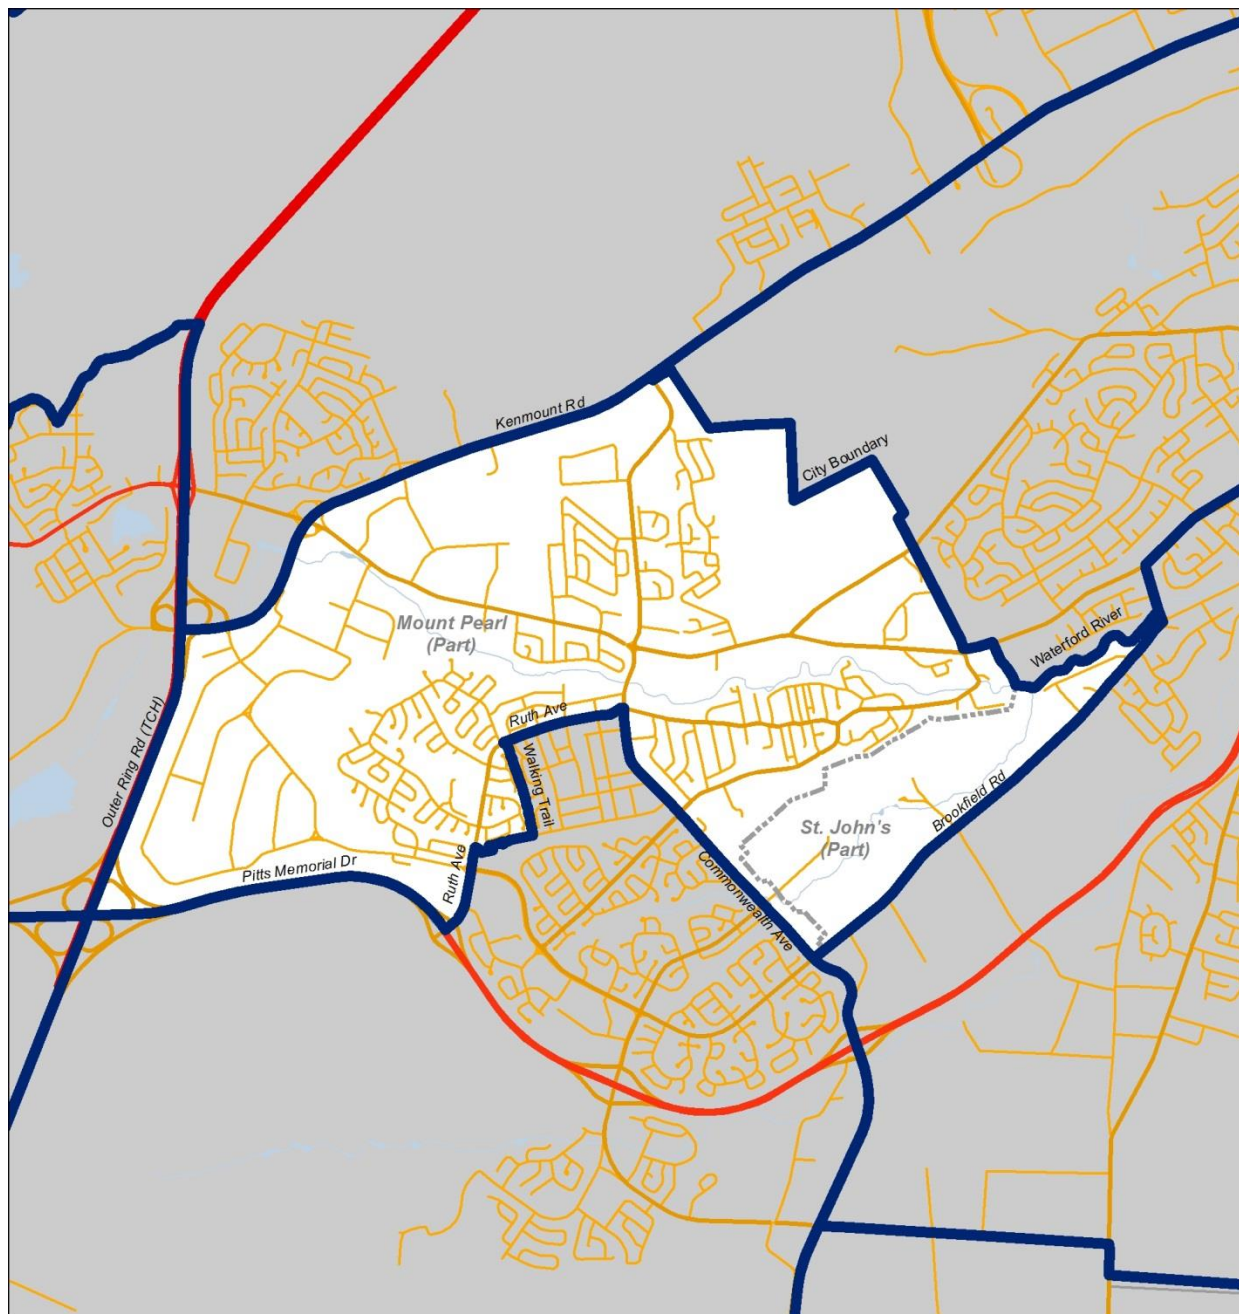 Kenmount Rd
City Boundary
Waterford River
Mount Pearl
(Part)
Ruth Ave
Walking Trail
Outer Ring Rd (TCH)
Brookfield Rd
St. John's
(Part)
Pitts Memorial Dr
Ruth Ave
Commonwealth Ave